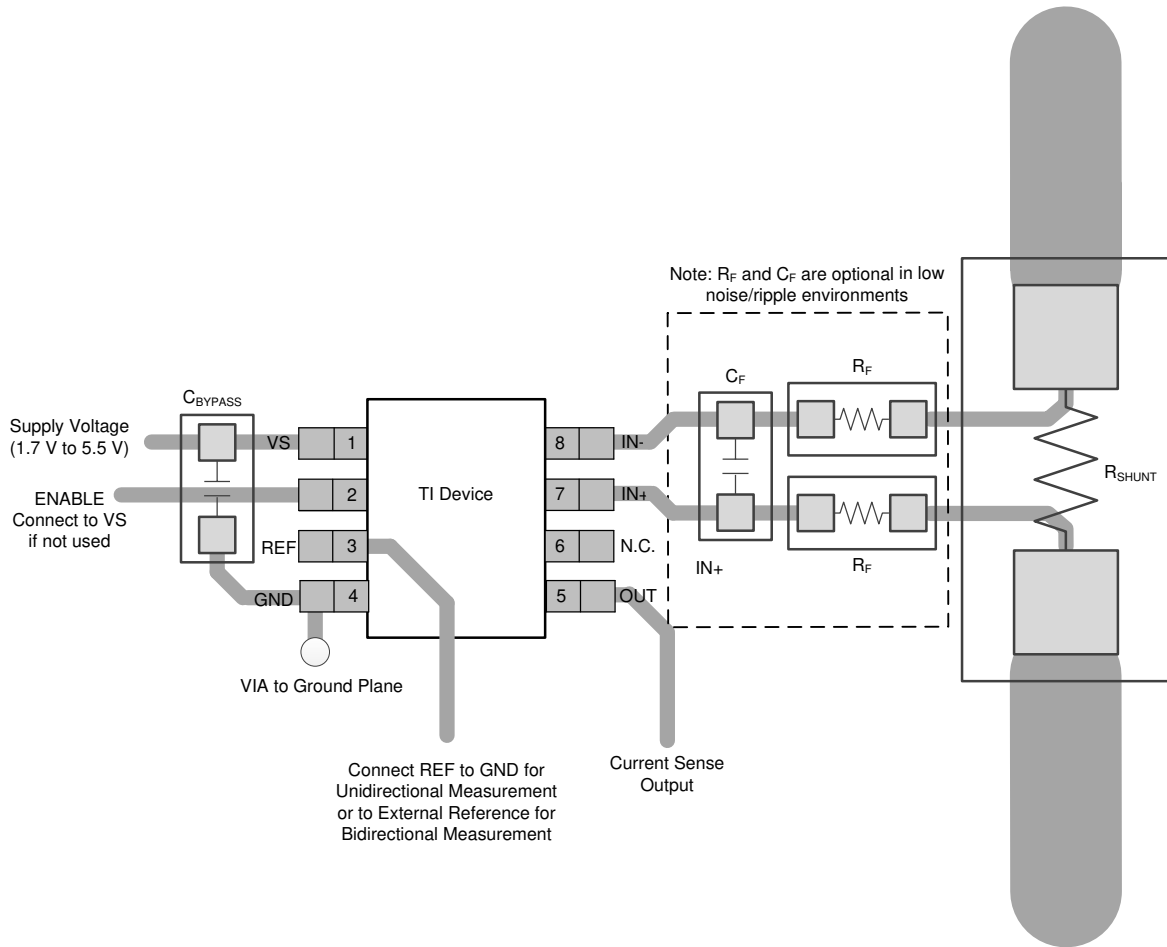 Note: RF and CF are optional in low
noise/ripple environments
RF
CF
CBYPASS
Supply Voltage
(1.7 V to 5.5 V)
VS
1
8
IN-
RSHUNT
ENABLE
Connect to VS
if not used
2
TI Device
7
IN+
REF
3
6
N.C.
IN+
RF
GND
4
5
OUT
VIA to Ground Plane
Connect REF to GND for
Unidirectional Measurement
or to External Reference for
Bidirectional Measurement
Current Sense
Output